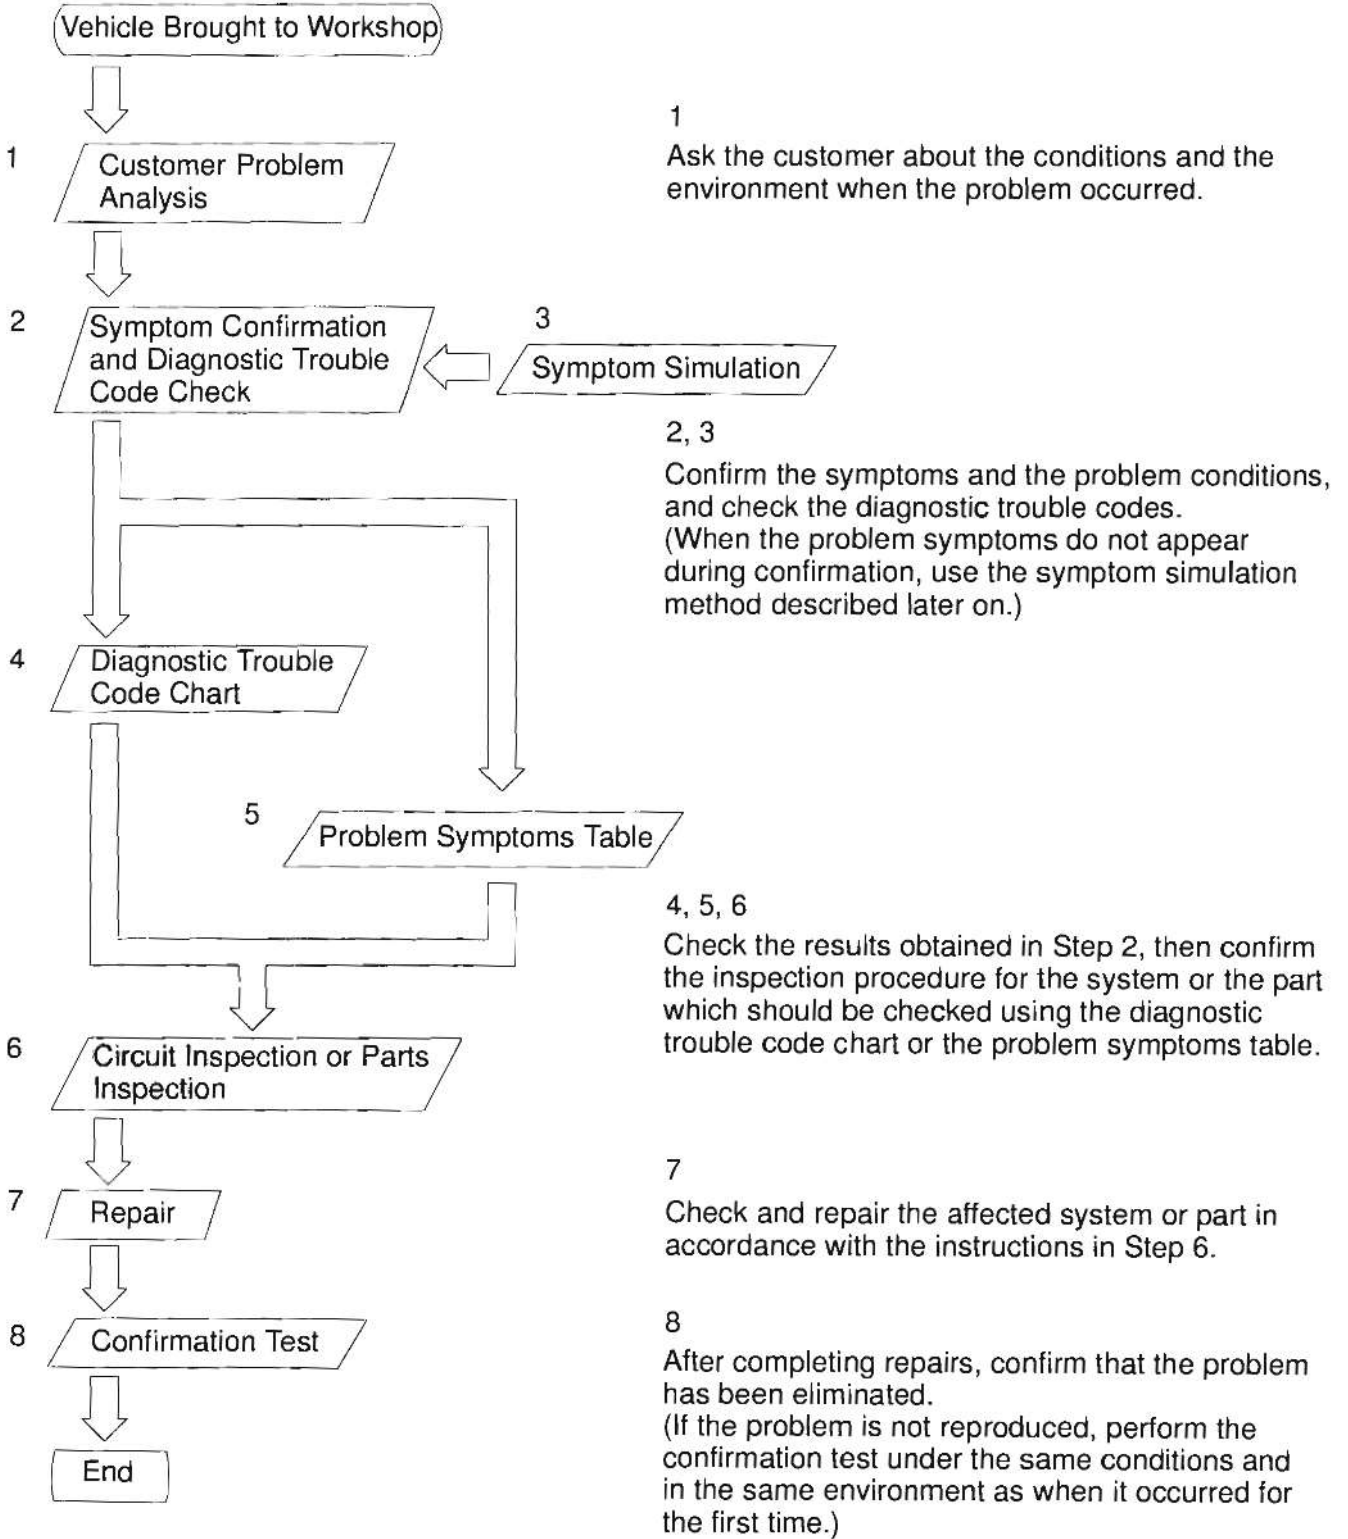 Vehicle Brought to Workshop
1
Customer Problem
Analysis
1
Ask the customer about the conditions and the
environment when the problem occurred.
2
Symptom Confirmation
and Diagnostic Trouble
Code Check
3
Symptom Simulation
2, 3
Confirm the symptoms and the problem conditions,
and check the diagnostic trouble codes.
(When the problem symptoms do not appear
during confirmation, use the symptom simulation
method described later on.)
4
Diagnostic Trouble
Code Chart
5
Problem Symptoms Table
4, 5, 6
Check the results obtained in Step 2, then confirm
the inspection procedure for the system or the part
which should be checked using the diagnostic
trouble code chart or the problem symptoms table.
6
Circuit Inspection or Parts
Inspection
7
Repair
7
Check and repair the affected system or part in
accordance with the instructions in Step 6.
8
Confirmation Test
8
After completing repairs, confirm that the problem
has been eliminated.
(If the problem is not reproduced, perform the
confirmation test under the same conditions and
in the same environment as when it occurred for
the first time.)
End